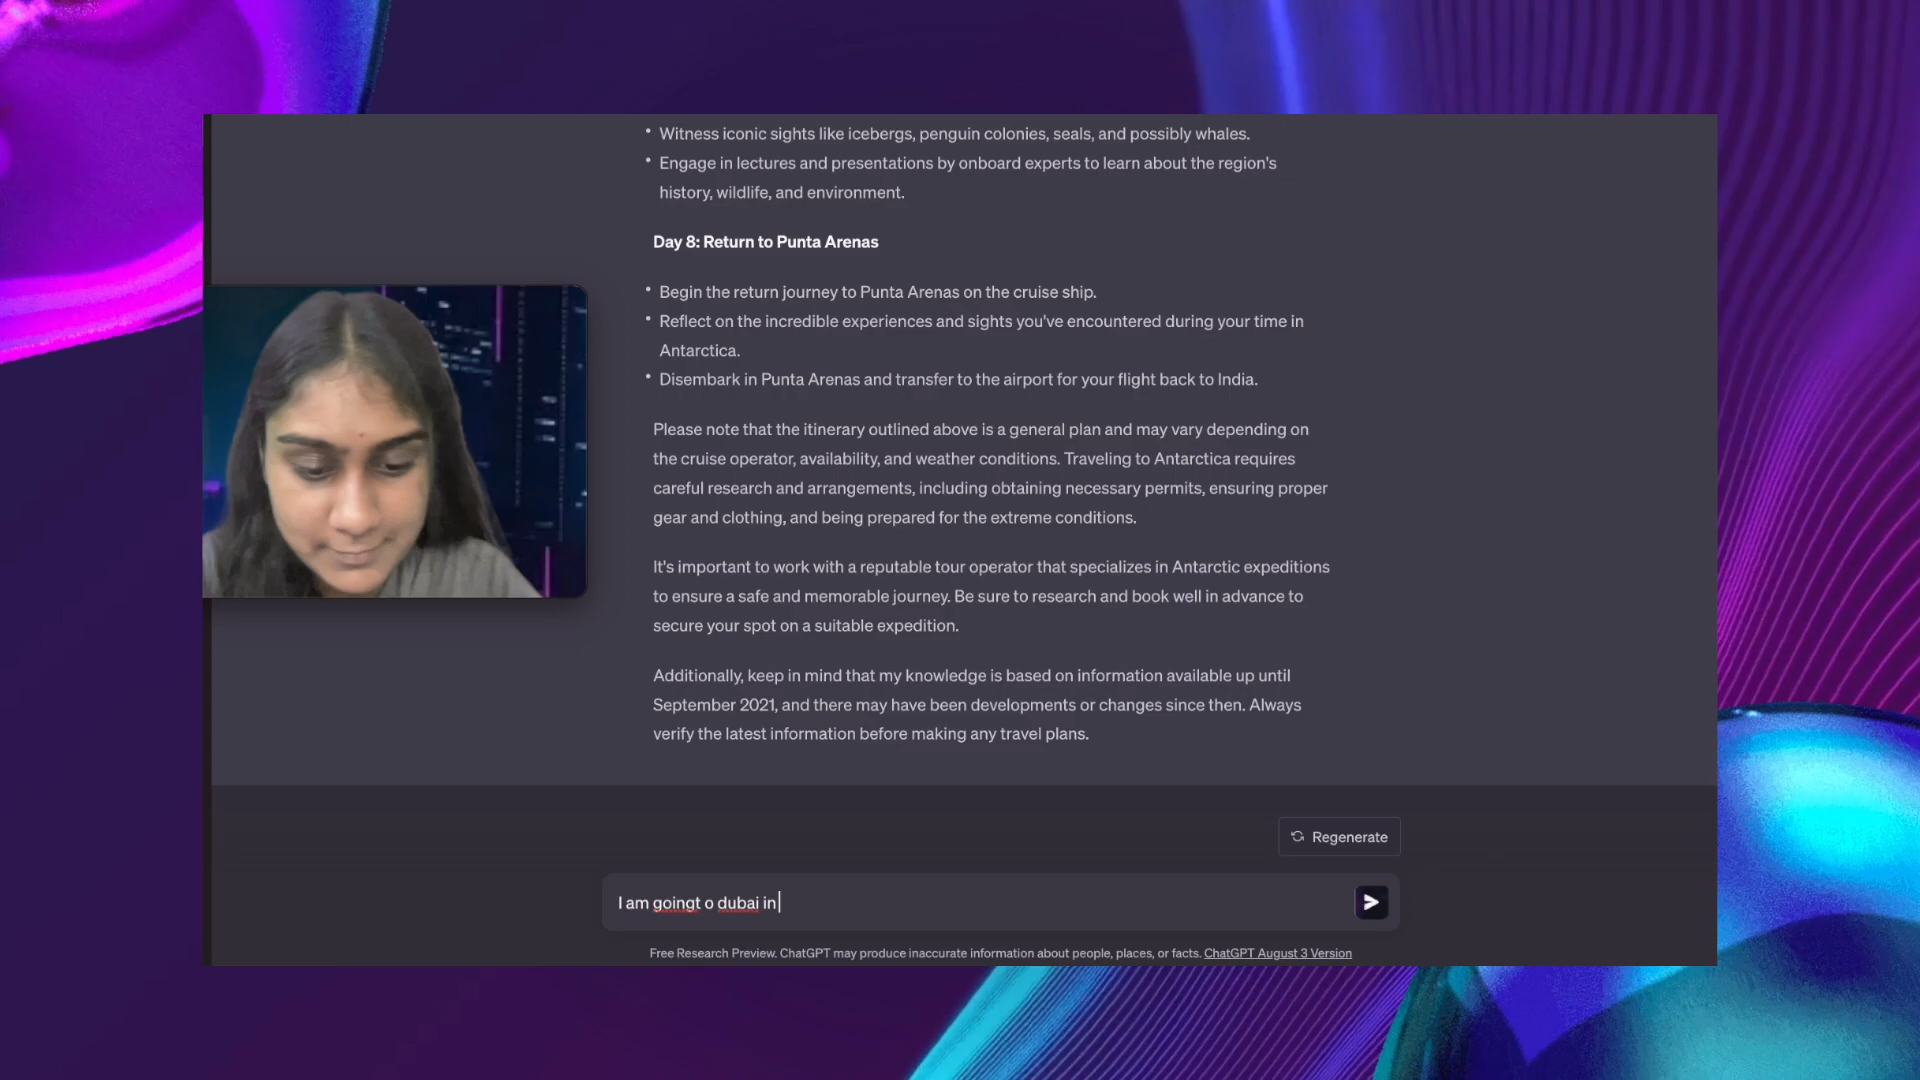 Witness iconic sights like icebergs, penguin colonies, seals, and possibly whales.
Engage in lectures and presentations by onboard experts to learn about the region's
history, wildlife, and environment.
Day 8: Return to Punta Arenas
Begin the return journey to Punta Arenas on the cruise ship.
Reflect on the incredible experiences and sights you've encountered during your time in
Antarctica.
Disembark in Punta Arenas and transfer to the airport for your flight back to India.
Please note that the itinerary outlined above is a general plan and may vary depending on
the cruise operator, availability, and weather conditions. Traveling to Antarctica requires
careful research and arrangements, including obtaining necessary permits, ensuring proper
gear and clothing, and being prepared for the extreme conditions.
It's important to work with a reputable tour operator that specializes in Antarctic expeditions
to ensure a safe and memorable journey. Be sure to research and book well in advance to
secure your spot on a suitable expedition.
Additionally, keep in mind that my knowledge is based on information available up until
September 2021, and there may have been developments or changes since then. Always
verify the latest information before making any travel plans.
Regenerate
I am goingt o dubai in
Free Research Preview. ChatGPT may produce inaccurate information about people, places, or facts. ChatGPT August 3 Version